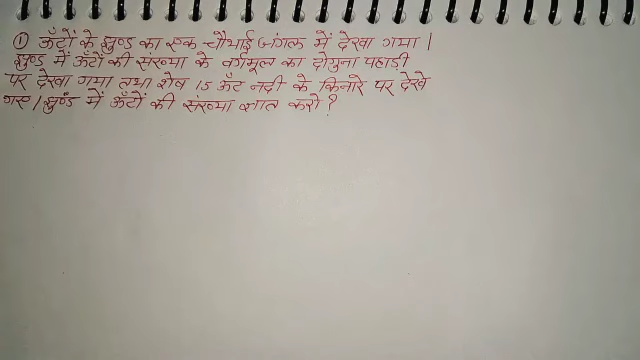 ① ऊँटों के झुण्ड का एक चौथाई जंगल में देखा गया |
झुण्ड में ऊँटों की संख्या के वर्गमूल का दोगुना पहाडी
पर देखा गया तथा शेष 15 ऊँट नदी के किनारे पर देखे
गए | झुण्ड में ऊँटों की संख्या ज्ञात करो ?